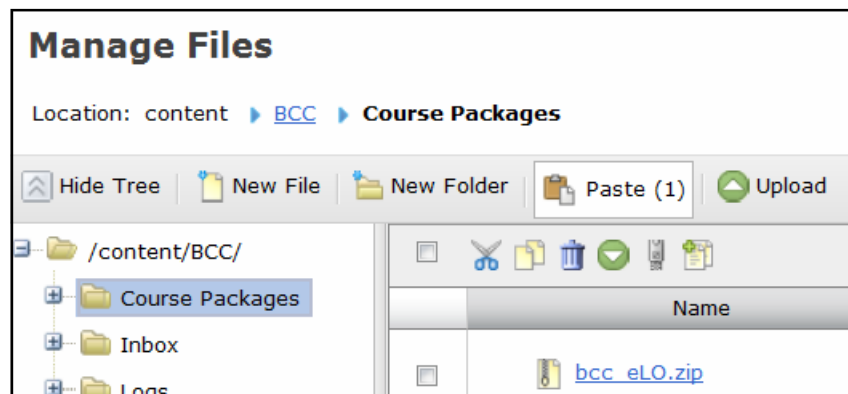 Manage Files
Location: content BCC Course Packages
Hide Tree New File New Folder Paste (1) Upload
/content/BCC/
Course Packages
Name
Inbox
bcc_eLO.zip
Logs